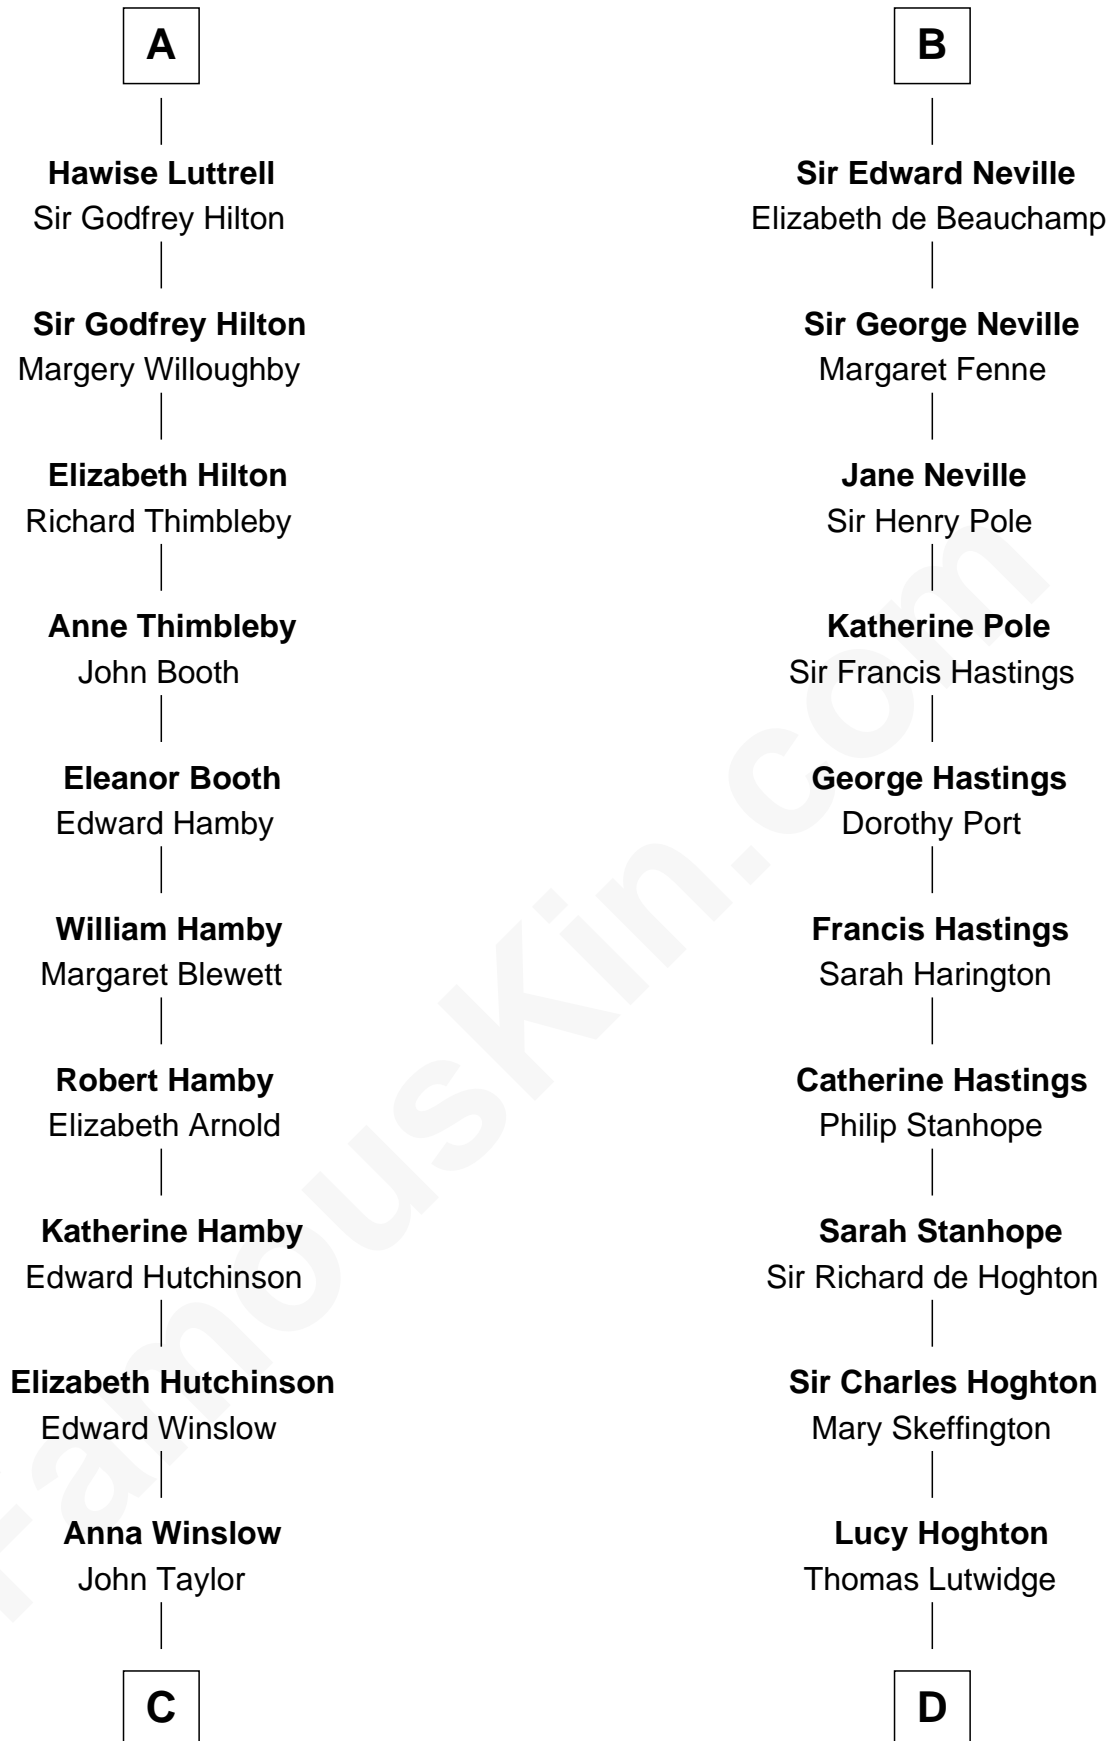 A
Hawise Luttrell
Sir Godfrey Hilton
Sir Godfrey Hilton
Margery Willoughby
Elizabeth Hilton
Richard Thimbleby
Anne Thimbleby
John Booth
Eleanor Booth
Edward Hamby
William Hamby
Margaret Blewett
Robert Hamby
Elizabeth Arnold
Katherine Hamby
Edward Hutchinson
Elizabeth Hutchinson
Edward Winslow
Anna Winslow
John Taylor
C
B
Sir Edward Neville
Elizabeth de Beauchamp
Sir George Neville
Margaret Fenne
Jane Neville
Sir Henry Pole
Katherine Pole
Sir Francis Hastings
George Hastings
Dorothy Port
Francis Hastings
Sarah Harington
Catherine Hastings
Philip Stanhope
Sarah Stanhope
Sir Richard de Hoghton
Sir Charles Hoghton
Mary Skeffington
Lucy Hoghton
Thomas Lutwidge
D
FamousKin.com